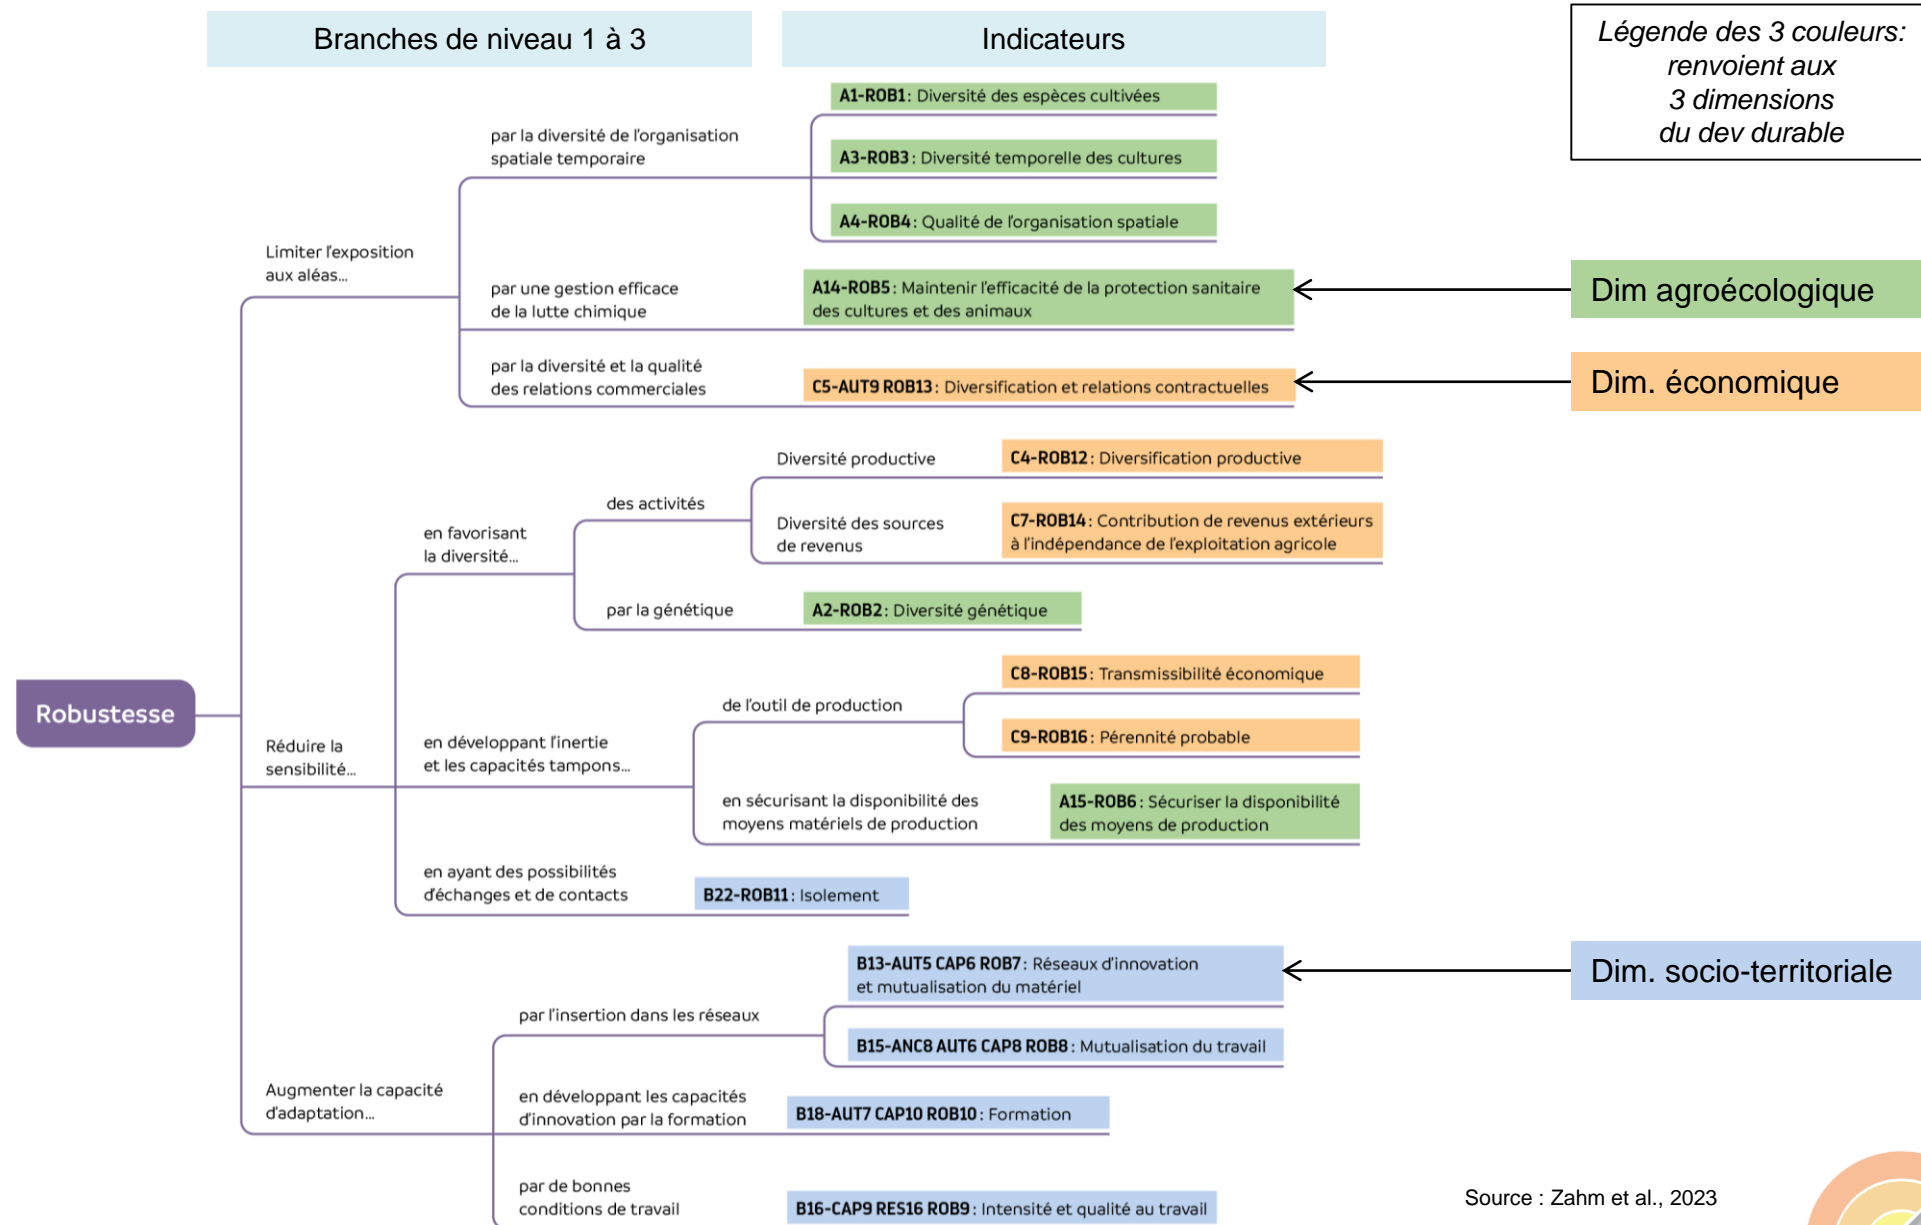 Branches de niveau 1 à 3
Indicateurs
Légende des 3 couleurs:
renvoient aux
3 dimensions
du dev durable
A1-ROB1 : Diversité des espèces cultivées
par la diversité de l'organisation
spatiale temporaire
A3-ROB3 : Diversité temporelle des cultures
A4-ROB4 : Qualité de l'organisation spatiale
Limiter l'exposition
aux aléas...
par une gestion efficace
de la lutte chimique
A14-ROB5 : Maintenir l'efficacité de la protection sanitaire
des cultures et des animaux
Dim agroécologique
par la diversité et la qualité
des relations commerciales
C5-AUT9 ROB13 : Diversification et relations contractuelles
Dim. économique
Diversité productive
C4-ROB12 : Diversification productive
des activités
Diversité des sources
de revenus
C7-ROB14 : Contribution de revenus extérieurs
à l'indépendance de l'exploitation agricole
en favorisant
la diversité...
par la génétique
A2-ROB2 : Diversité génétique
C8-ROB15 : Transmissibilité économique
de l'outil de production
C9-ROB16 : Pérennité probable
Robustesse
Réduire la
sensibilité...
en développant l'inertie
et les capacités tampons...
en sécurisant la disponibilité des
moyens matériels de production
A15-ROB6 : Sécuriser la disponibilité
des moyens de production
en ayant des possibilités
d'échanges et de contacts
B22-ROB11 : Isolement
B13-AUT5 CAP6 ROB7 : Réseaux d'innovation
et mutualisation du matériel
Dim. socio-territoriale
par l'insertion dans les réseaux
B15-ANC8 AUT6 CAP8 ROB8 : Mutualisation du travail
Augmenter la capacité
d'adaptation...
en développant les capacités
d'innovation par la formation
B18-AUT7 CAP10 ROB10 : Formation
par de bonnes
conditions de travail
B16-CAP9 RES16 ROB9 : Intensité et qualité au travail
Source : Zahm et al., 2023